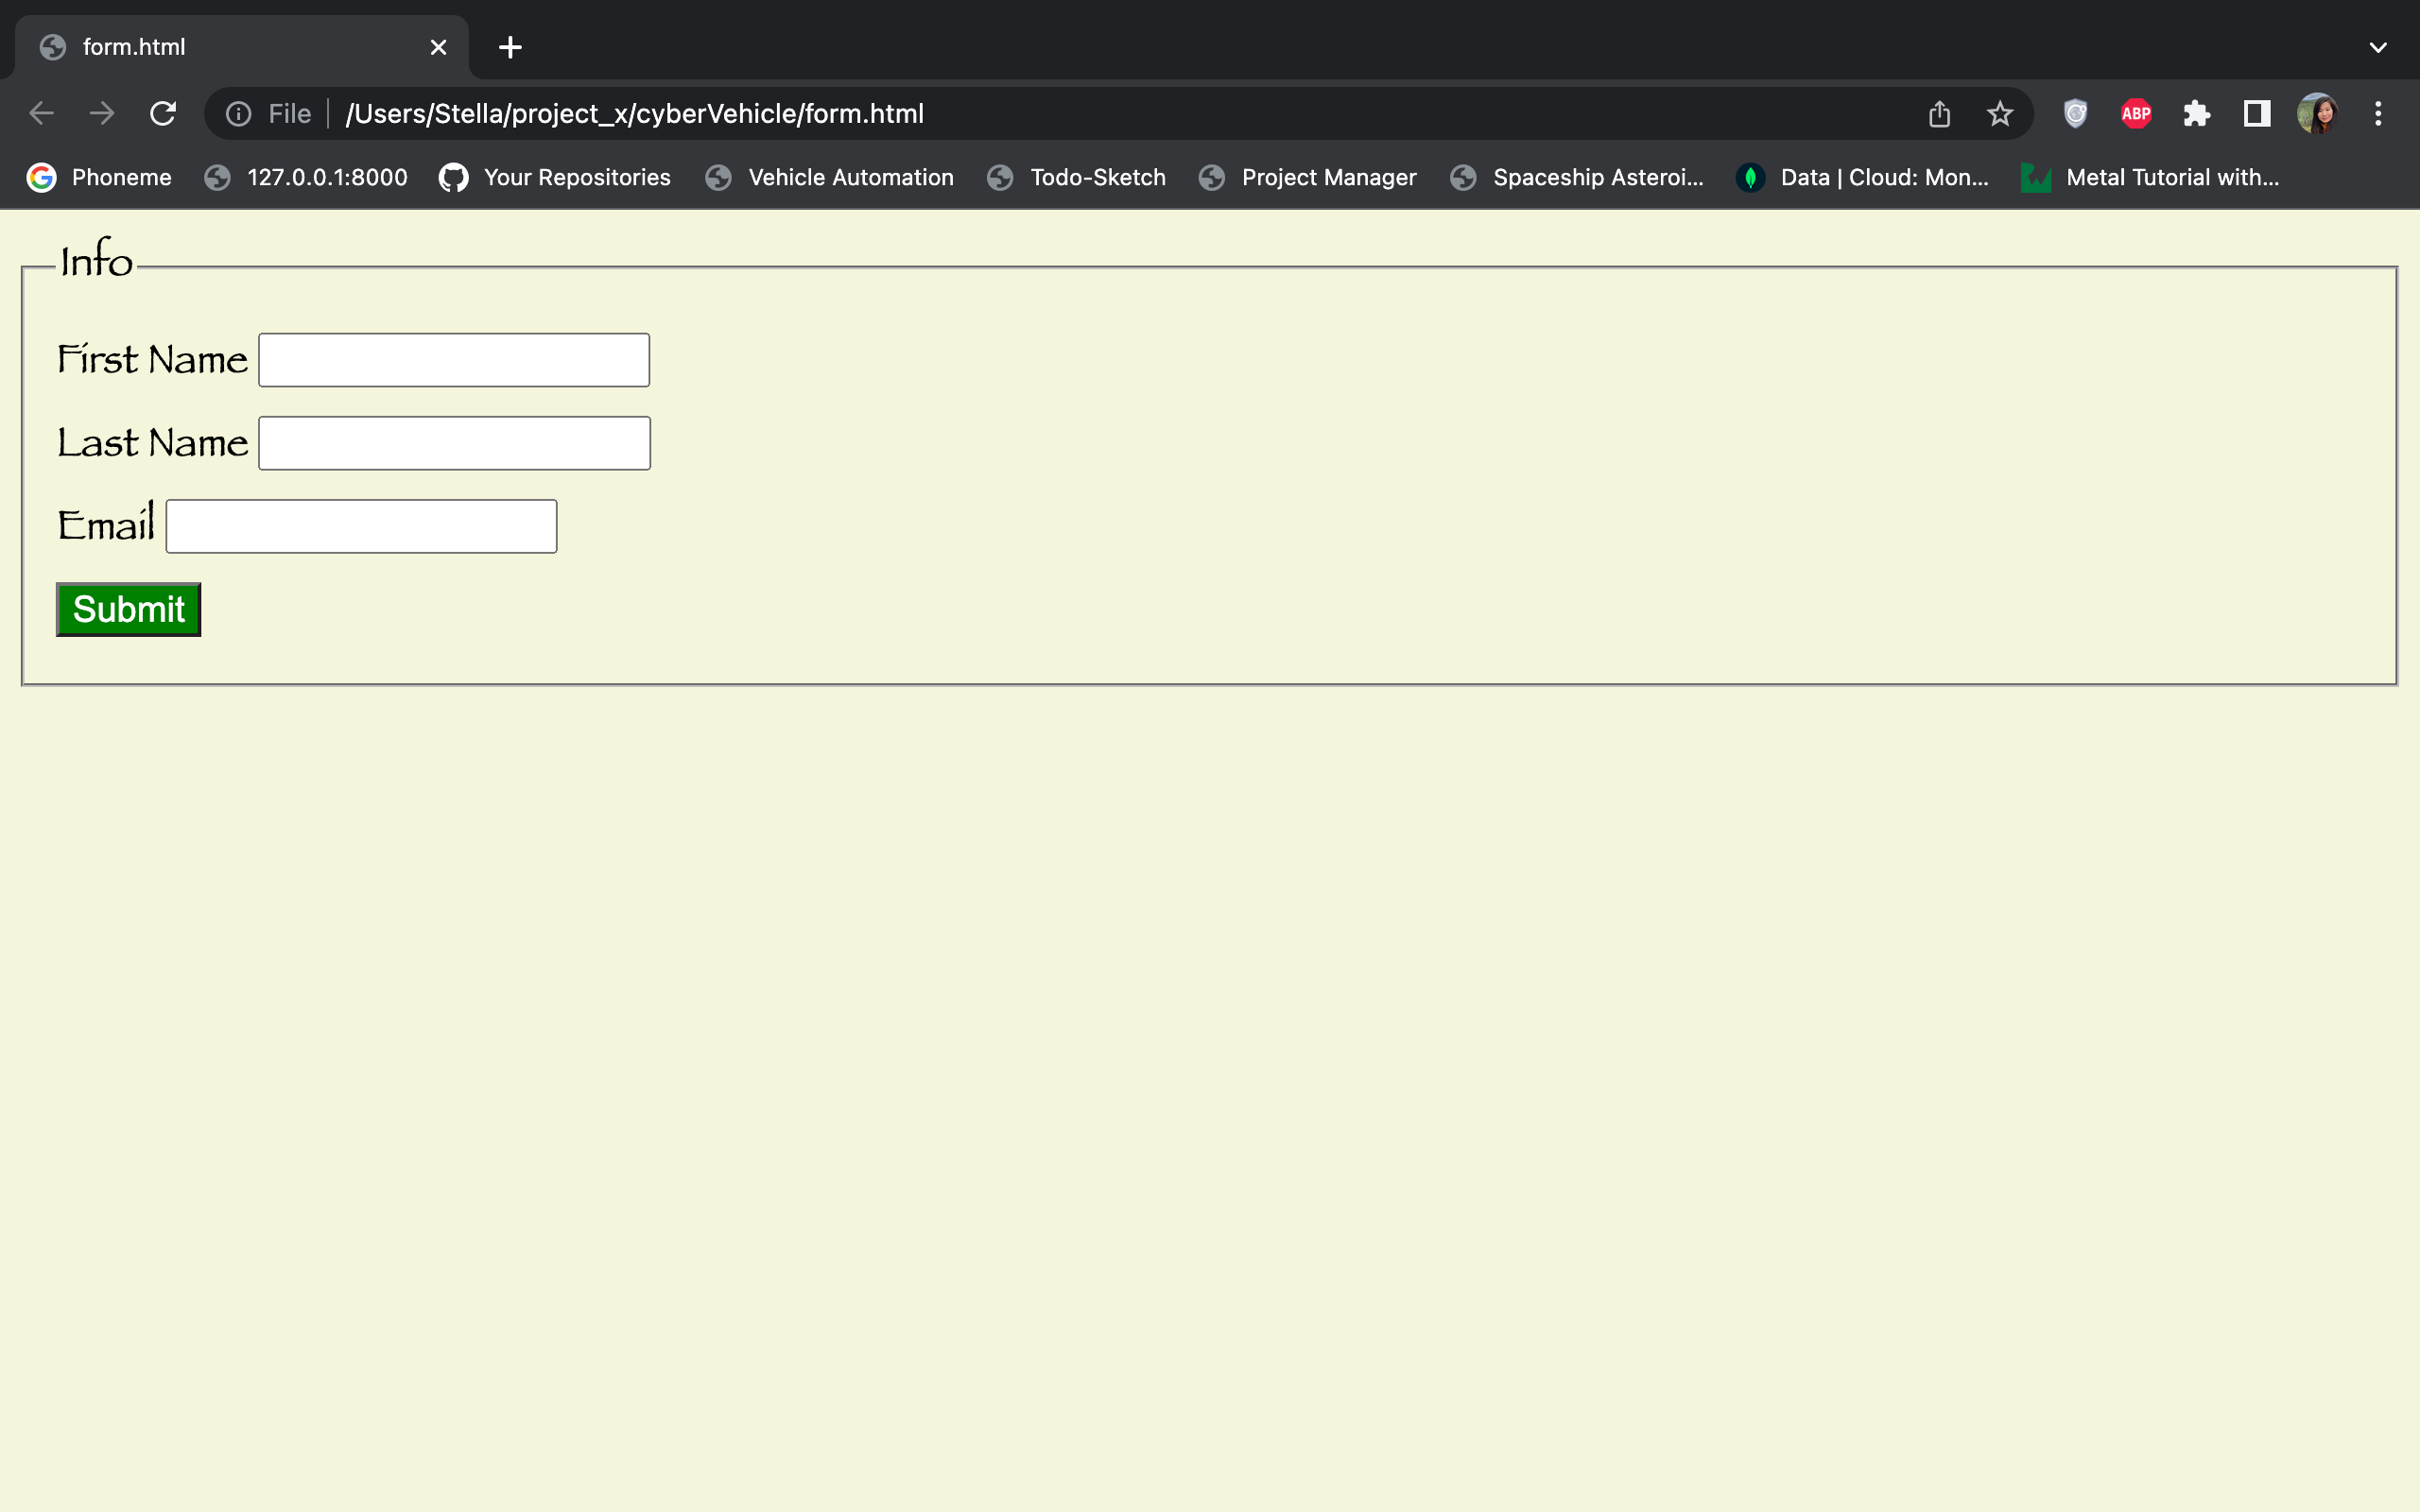 form.html
File /Users/Stella/project_x/cyberVehicle/form.html
ABP
Phoneme 127.0.0.1:8000 Your Repositories Vehicle Automation Todo-Sketch Project Manager Spaceship Asteroi... Data | Cloud: Mon... Metal Tutorial with...
Info
First Name
Last Name
Email
Submit